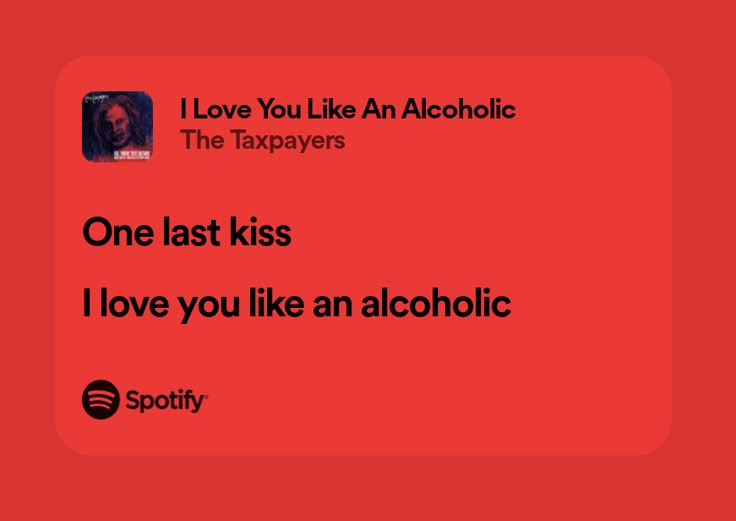 I Love You Like An Alcoholic
The Taxpayers
One last kiss
I love you like an alcoholic
Spotify